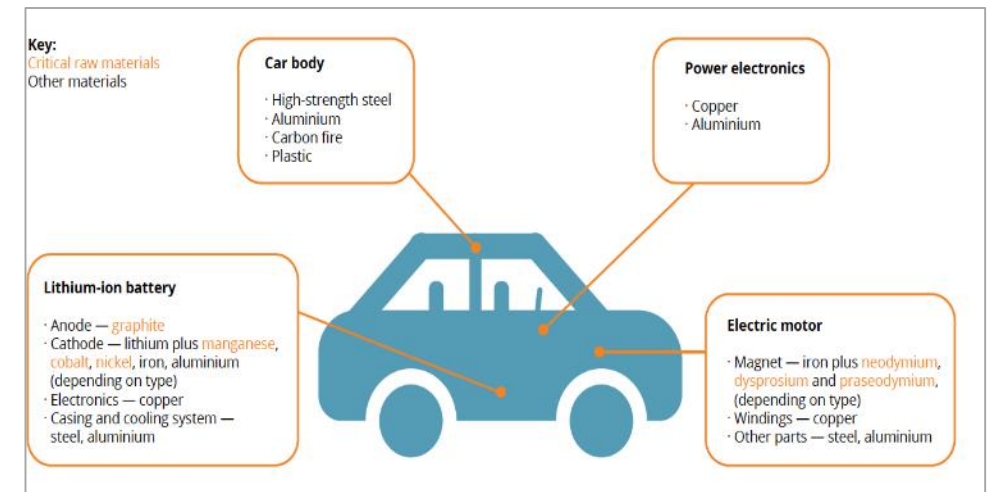 Key:
Critical raw materials
Other materials
Car body
· High-strength steel
· Aluminium
· Carbon fire
· Plastic
Power electronics
· Copper
· Aluminium
Lithium-ion battery
· Anode — graphite
· Cathode — lithium plus manganese,
cobalt, nickel, iron, aluminium
(depending on type)
· Electronics — copper
· Casing and cooling system —
steel, aluminium
Electric motor
· Magnet — iron plus neodymium,
dysprosium and praseodymium,
(depending on type)
· Windings — copper
· Other parts — steel, aluminium